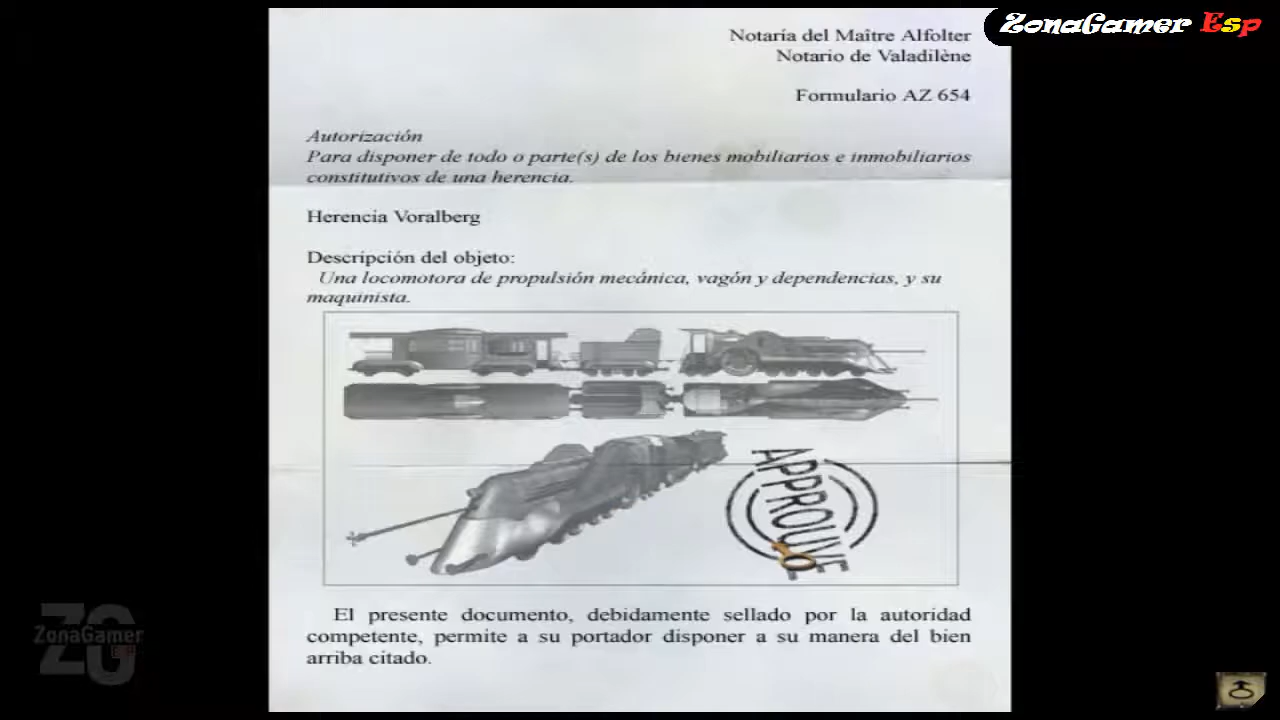 ZonaGamer Esp
Notaría del Maître Alfolter
Notario de Valadilène
Formulario AZ 654
Autorización
Para disponer de todo o parte(s) de los bienes mobiliarios e inmobiliarios
constitutivos de una herencia.
Herencia Voralberg
Descripción del objeto:
Una locomotora de propulsión mecánica, vagón y dependencias, y su
maquinista.
APPROUVE
El presente documento, debidamente sellado por la autoridad
competente, permite a su portador disponer a su manera del bien
arriba citado.
ZG
ZonaGamer